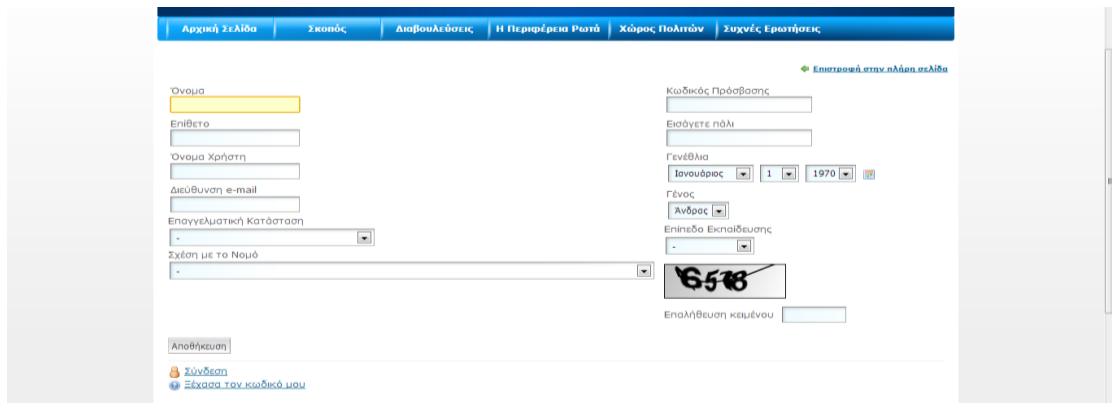 Αρχική Σελίδα Σκοπός Διαβουλεύσεις Η Περιφέρεια Ρωτά Χώρος Πολιτών Συχνές Ερωτήσεις
Επιστροφή στην πλήρη σελίδα
Όνομα
Επίθετο
Όνομα Χρήστη
Διεύθυνση e-mail
Επαγγελματική Κατάσταση
-
Σχέση με το Νομό
-
Κωδικός Πρόσβασης
Εισάγετε πάλι
Γενέθλια
Ιανουάριος 1 1970
Γένος
Άνδρας
Επίπεδο Εκπαίδευσης
-
Επαλήθευση κειμένου
Αποθήκευση
Σύνδεση
Ξέχασα τον κωδικό μου